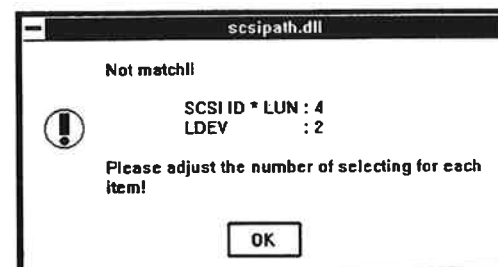 scsipath.dll
Not match!!
SCSI ID * LUN : 4
LDEV : 2
Please adjust the number of selecting for each
item!
OK